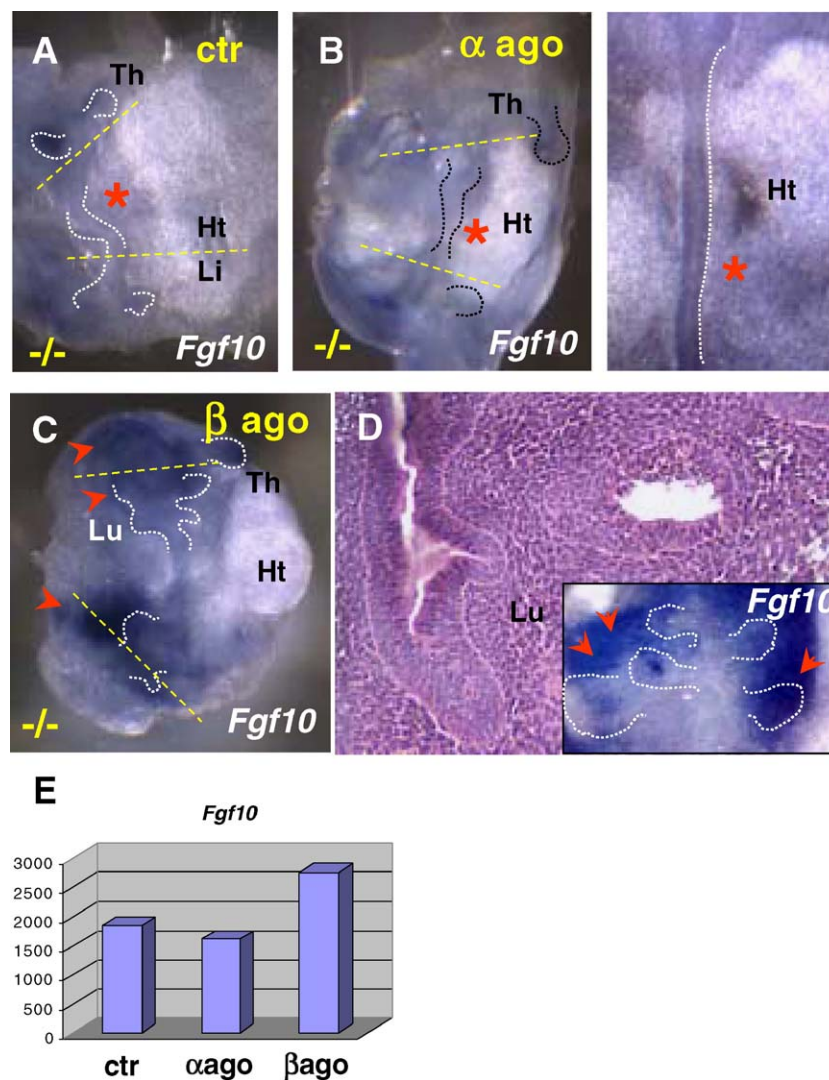 A
ctr
Th
Ht
Li
-/-
Fgf10
B
α ago
Th
Ht
-/-
Fgf10
Ht
C
β ago
Th
Lu
Ht
-/-
Fgf10
D
Lu
Fgf10
E
Fgf10
3000
2500
2000
1500
1000
500
0
ctr αago βago